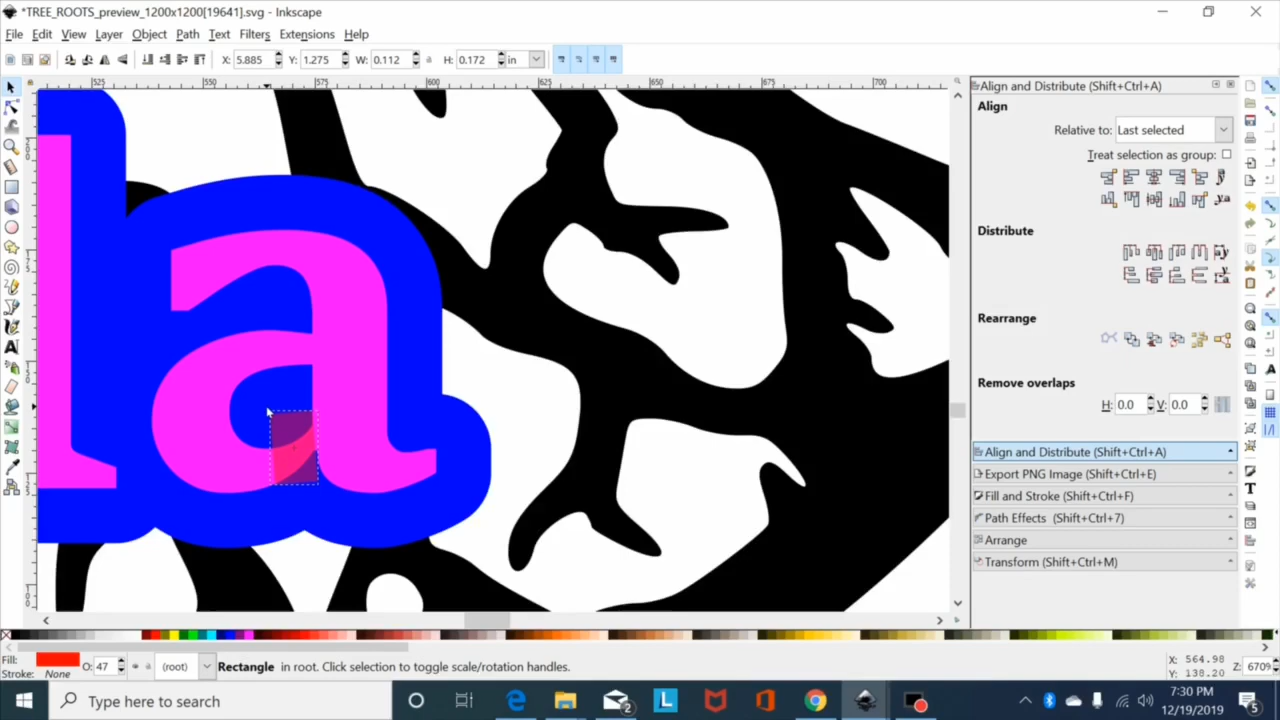 *TREE_ROOTS_preview_1200x1200[19641].svg - Inkscape
File Edit View Layer Object Path Text Filters Extensions Help
X: 5.885 Y: 1.275 W: 0.112 H: 0.172 in
525 550 575 600 625 650 675 700
Align and Distribute (Shift+Ctrl+A)
Align
Relative to: Last selected
Treat selection as group:
Distribute
Rearrange
Remove overlaps
H: 0.0 V: 0.0
a
Align and Distribute (Shift+Ctrl+A)
Export PNG Image (Shift+Ctrl+E)
Fill and Stroke (Shift+Ctrl+F)
Path Effects (Shift+Ctrl+7)
Arrange
Transform (Shift+Ctrl+M)
Fill: O: 47 (root) Rectangle in root. Click selection to toggle scale/rotation handles. X: 564.98 Z: 6709
Stroke: None Y: 138.20
Type here to search
2
L
7:30 PM
12/19/2019
5